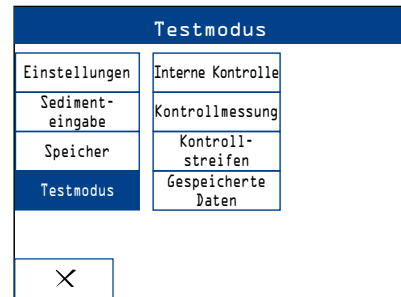 Testmodus
Einstellungen
Interne Kontrolle
Sediment-
eingabe
Kontrollmessung
Speicher
Kontroll-
streifen
Testmodus
Gespeicherte
Daten